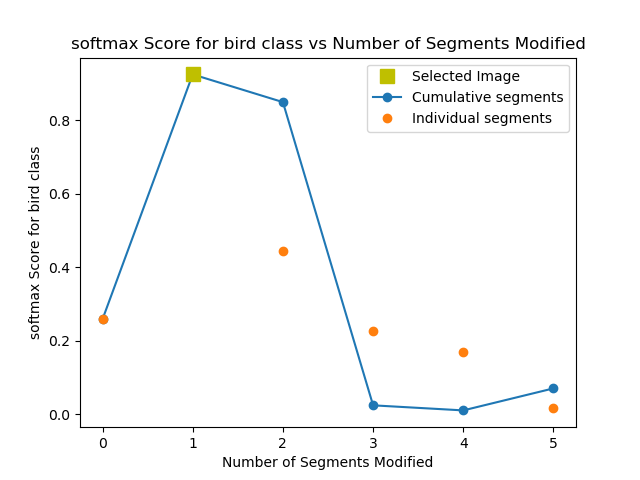 softmax Score for bird class vs Number of Segments Modified
Selected Image
Cumulative segments
Individual segments
softmax Score for bird class
0.8
0.6
0.4
0.2
0.0
0 1 2 3 4 5
Number of Segments Modified